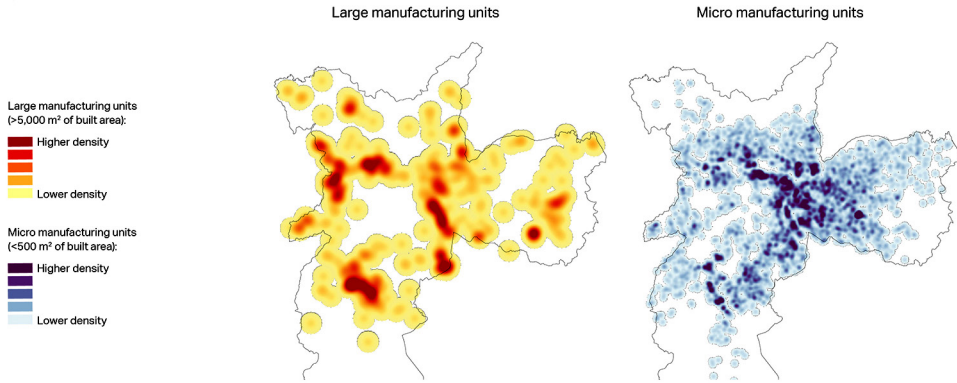 Large manufacturing units
Micro manufacturing units
Large manufacturing units
(>5,000 m² of built area):
Higher density
Lower density
Micro manufacturing units
(<500 m² of built area):
Higher density
Lower density